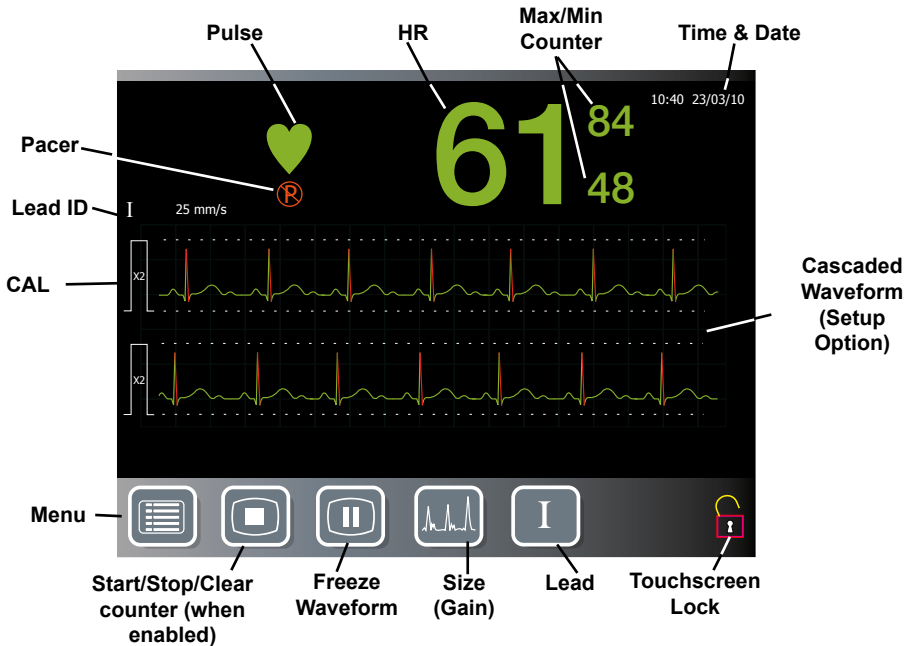 Pulse
HR
Max/Min
Counter
Time & Date
10:40 23/03/10
61
84
48
Pacer
P
Lead ID
I
25 mm/s
CAL
X2
X2
Cascaded
Waveform
(Setup
Option)
Menu
I
Start/Stop/Clear
counter (when
enabled)
Freeze
Waveform
Size
(Gain)
Lead
Touchscreen
Lock